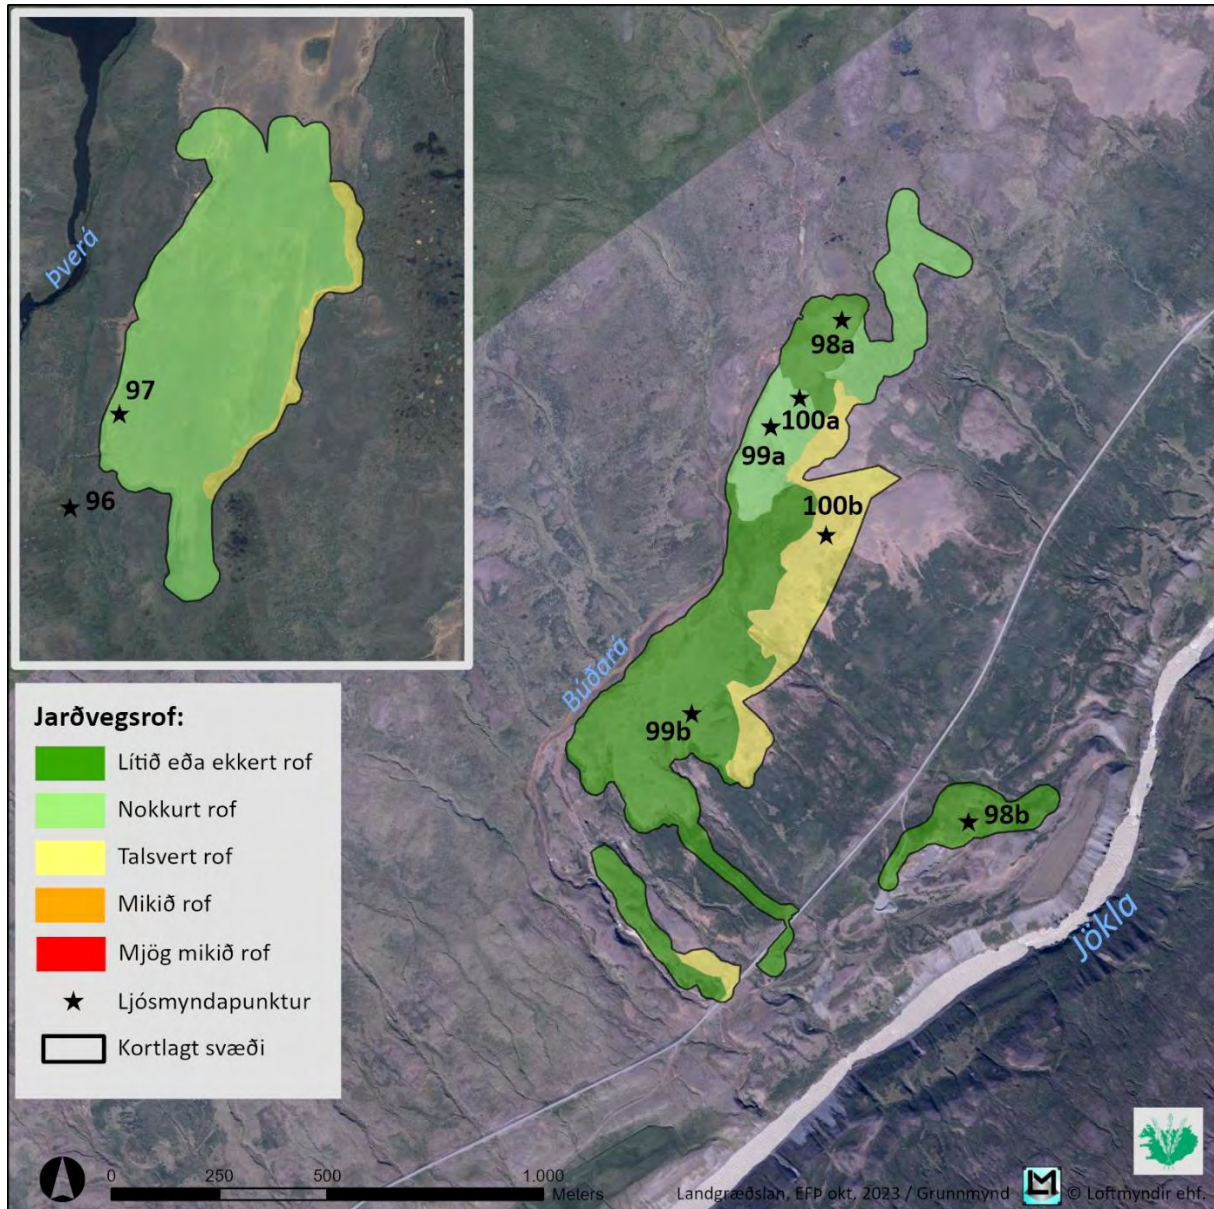 Þverá
97
96
98a
100a
99a
100b
Búðará
99b
98b
Jökla
Jarðvegsrof:
Lítið eða ekkert rof
Nokkurt rof
Talsvert rof
Mikið rof
Mjög mikið rof
Ljósmyndapunktur
Kortlagt svæði
0 250 500 1.000
Meters
Landgræðslan, EFÞ okt. 2023 / Grunnmynd LM © Loftmyndir ehf.